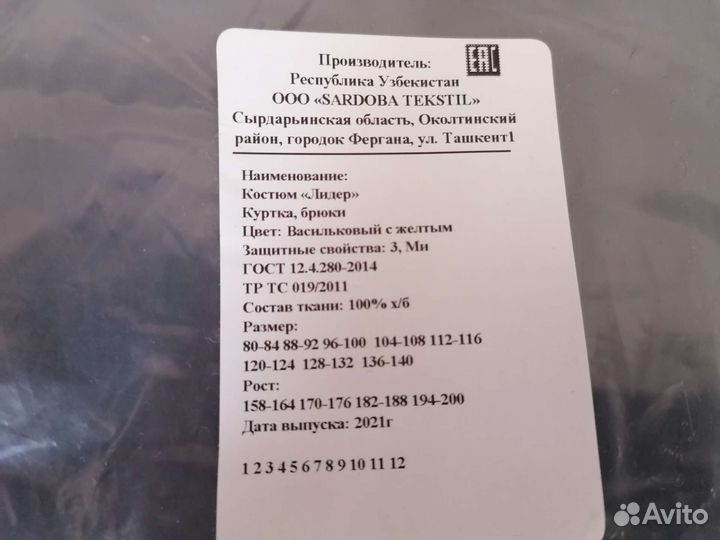 Производитель:
EAC
Республика Узбекистан
ООО «SARDOBA TEKSTIL»
Сырдарьинская область, Околтинский
район, городок Фергана, ул. Ташкент1
Наименование:
Костюм «Лидер»
Куртка, брюки
Цвет: Васильковый с желтым
Защитные свойства: З, Ми
ГОСТ 12.4.280-2014
ТР ТС 019/2011
Состав ткани: 100% х/б
Размер:
80-84 88-92 96-100 104-108 112-116
120-124 128-132 136-140
Рост:
158-164 170-176 182-188 194-200
Дата выпуска: 2021г
1 2 3 4 5 6 7 8 9 10 11 12
Avito